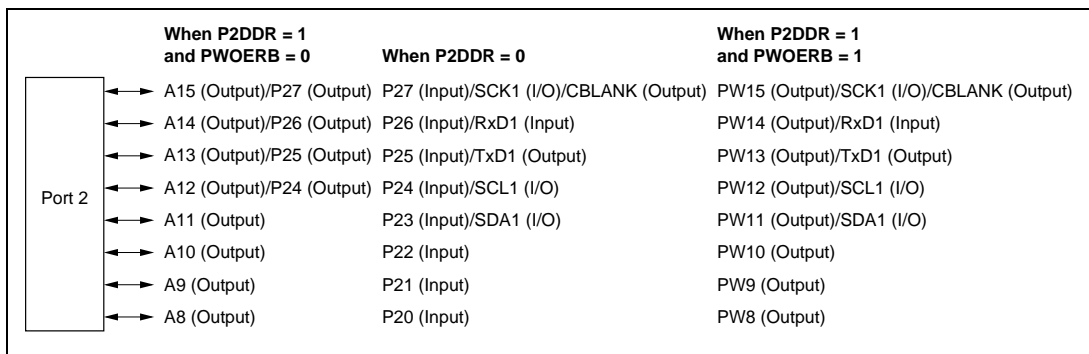 When P2DDR = 1 and PWOERB = 0 When P2DDR = 0 When P2DDR = 1 and PWOERB = 1
Port 2
A15 (Output)/P27 (Output) P27 (Input)/SCK1 (I/O)/CBLANK (Output) PW15 (Output)/SCK1 (I/O)/CBLANK (Output)
A14 (Output)/P26 (Output) P26 (Input)/RxD1 (Input) PW14 (Output)/RxD1 (Input)
A13 (Output)/P25 (Output) P25 (Input)/TxD1 (Output) PW13 (Output)/TxD1 (Output)
A12 (Output)/P24 (Output) P24 (Input)/SCL1 (I/O) PW12 (Output)/SCL1 (I/O)
A11 (Output) P23 (Input)/SDA1 (I/O) PW11 (Output)/SDA1 (I/O)
A10 (Output) P22 (Input) PW10 (Output)
A9 (Output) P21 (Input) PW9 (Output)
A8 (Output) P20 (Input) PW8 (Output)